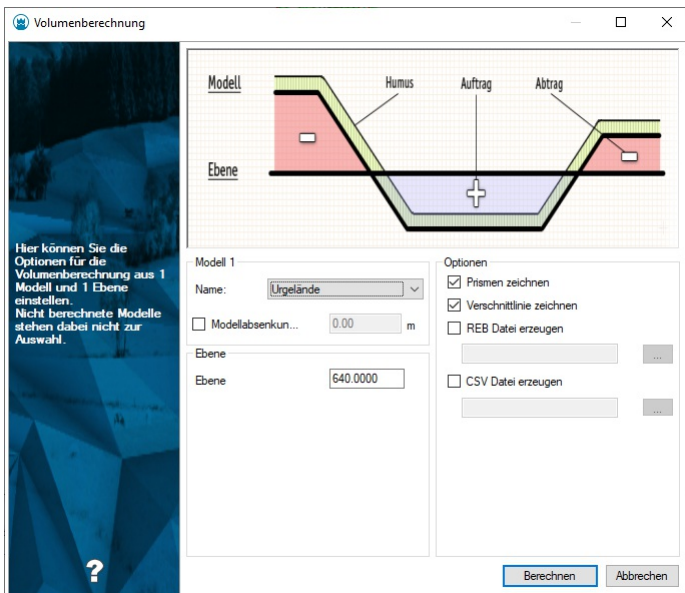 Volumenberechnung
Modell
Humus
Auftrag
Abtrag
Ebene
Hier können Sie die
Optionen für die
Volumenberechnung aus 1
Modell und 1 Ebene
einstellen.
Nicht berechnete Modelle
stehen dabei nicht zur
Auswahl.
?
Modell 1
Name: Urgelände
Modellabsenkun... 0.00 m
Ebene
Ebene 640.0000
Optionen
Prismen zeichnen
Verschnittlinie zeichnen
REB Datei erzeugen
...
CSV Datei erzeugen
...
Berechnen Abbrechen